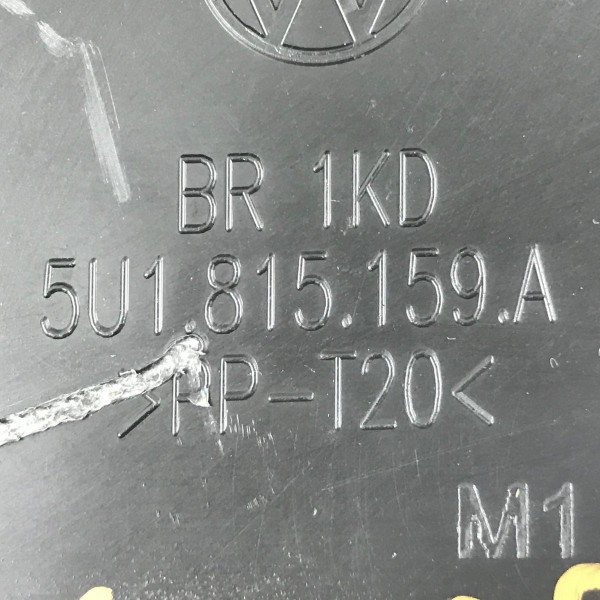 BR 1KD
5U1.815.159.A
>PP-T20<
M1